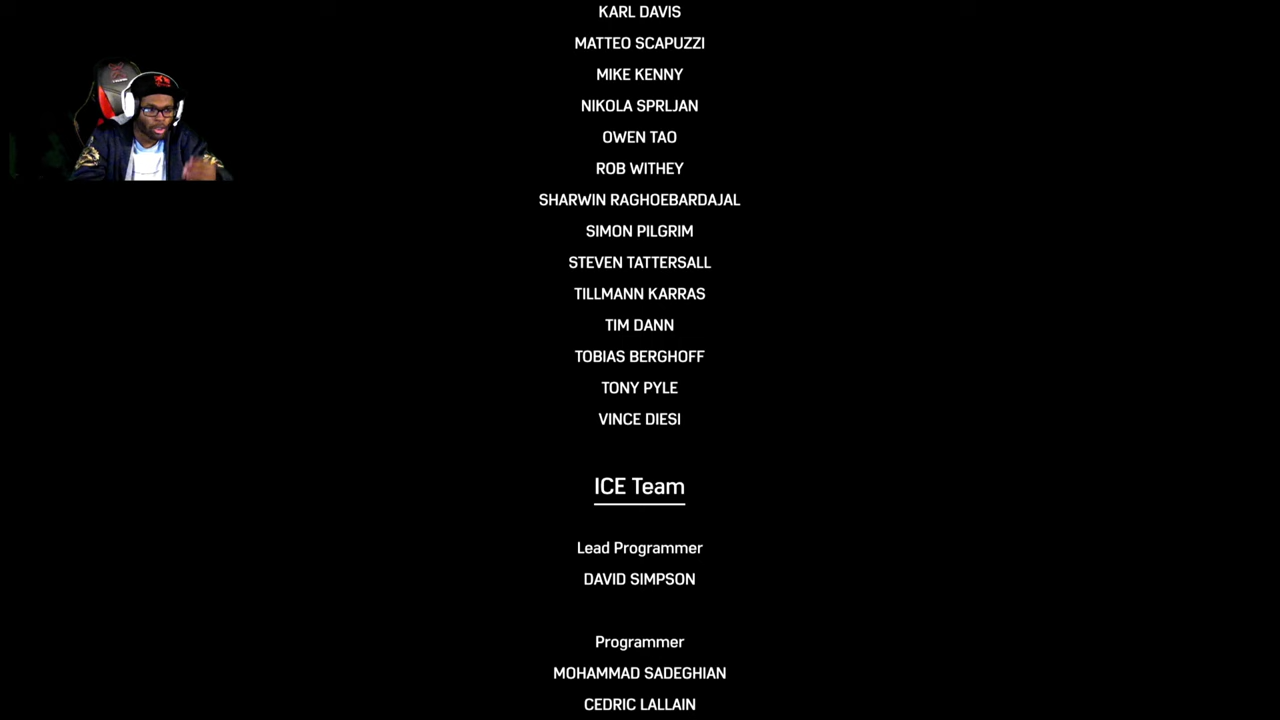 KARL DAVIS
MATTEO SCAPUZZI
MIKE KENNY
NIKOLA SPRLJAN
OWEN TAO
ROB WITHEY
SHARWIN RAGHOEBARDAJAL
SIMON PILGRIM
STEVEN TATTERSALL
TILLMANN KARRAS
TIM DANN
TOBIAS BERGHOFF
TONY PYLE
VINCE DIESI
ICE Team
Lead Programmer
DAVID SIMPSON
Programmer
MOHAMMAD SADEGHIAN
CEDRIC LALLAIN